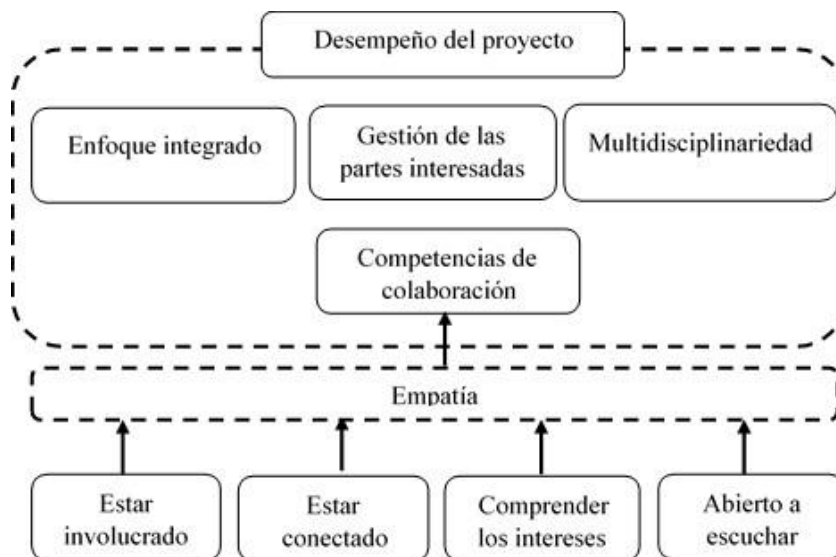 Desempeño del proyecto
Enfoque integrado
Gestión de las
partes interesadas
Multidisciplinariedad
Competencias de
colaboración
Empatía
Estar
involucrado
Estar
conectado
Comprender
los intereses
Abierto a
escuchar